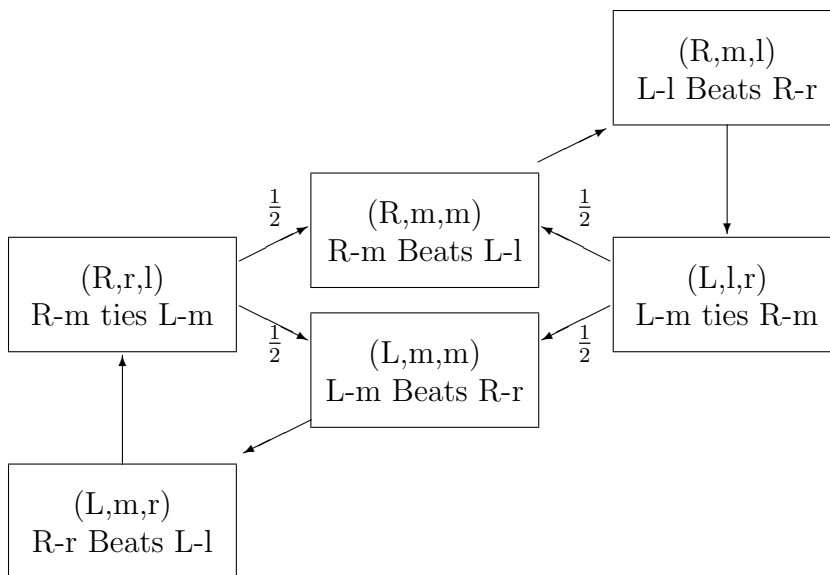 (R,m,l)
L-l Beats R-r
1/2
(R,m,m)
R-m Beats L-l
1/2
(R,r,l)
R-m ties L-m
(L,l,r)
L-m ties R-m
1/2
(L,m,m)
L-m Beats R-r
1/2
(L,m,r)
R-r Beats L-l